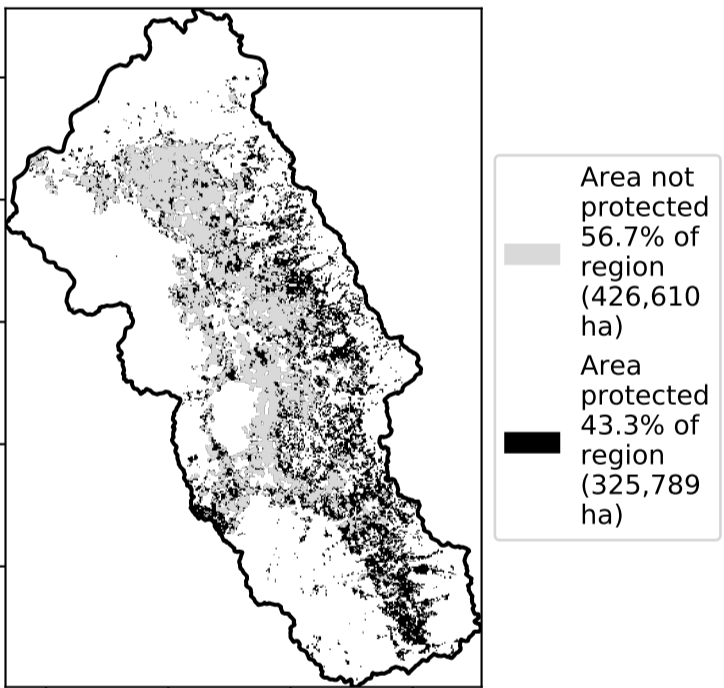 Area not
protected
56.7% of
region
(426,610
ha)
Area
protected
43.3% of
region
(325,789
ha)